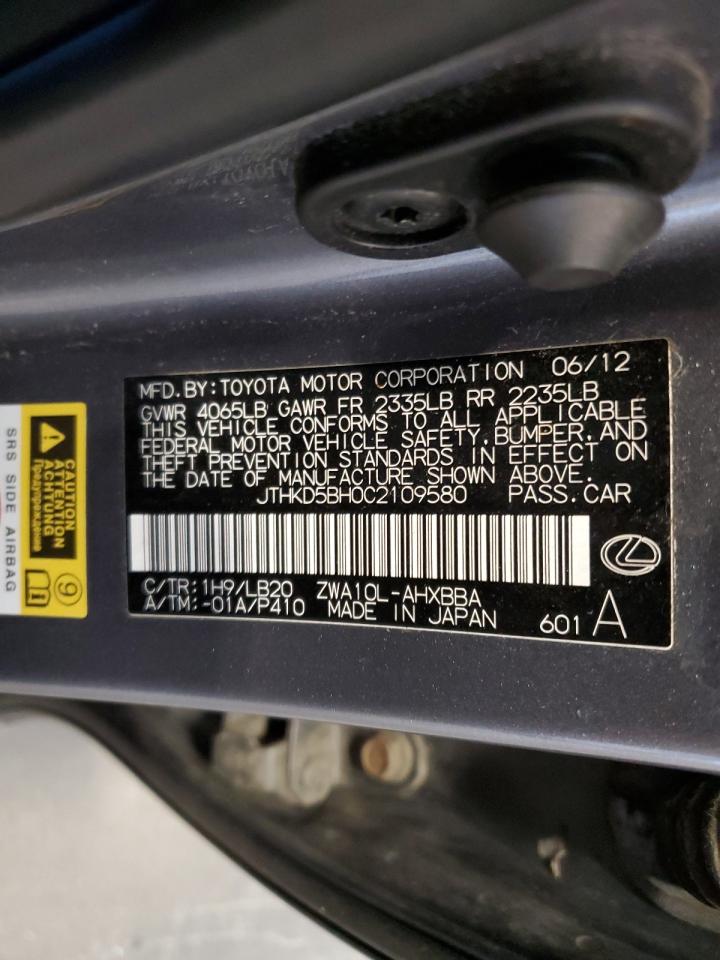 MFD.BY:TOYOTA MOTOR CORPORATION 06/12
GVWR 4065LB GAWR FR 2335LB RR 2235LB
THIS VEHICLE CONFORMS TO ALL APPLICABLE
FEDERAL MOTOR VEHICLE SAFETY,BUMPER,AND
THEFT PREVENTION STANDARDS IN EFFECT ON
THE DATE OF MANUFACTURE SHOWN ABOVE.
JTHKD5BH0C2109580 PASS.CAR
C/TR:1H9/LB20 ZWA10L-AHXBBA
A/TM:-01A/P410 MADE IN JAPAN
601 A
CAUTION
ATTENTION
ACHTUNG
Предупреждение
9
SRS SIDE AIRBAG